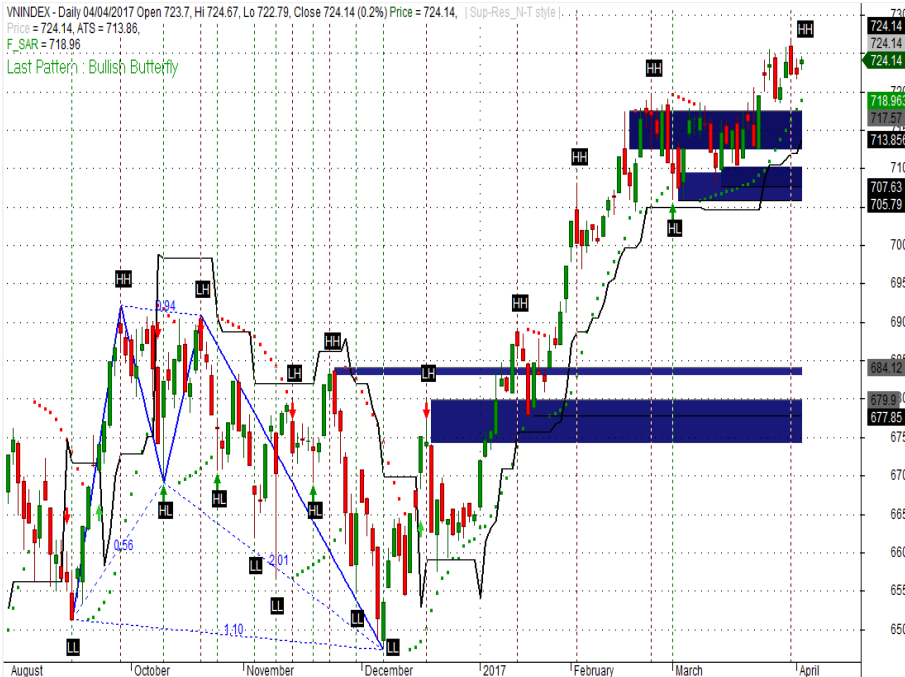 VNINDEX - Daily 04/04/2017 Open 723.7, Hi 724.67, Lo 722.79, Close 724.14 (0.2%) Price = 724.14, | Sup-Res_N-T style |
Price = 724.14, ATS = 713.86,
F_SAR = 718.96
Last Pattern : Bullish Butterfly
730
724.14
724.14
724.14
718.963
717.57
713.856
710
707.63
705.79
700
695
690
684.12
679.9
677.85
675
670
665
660
655
650
HH
HH
HH
HH
LH
0.94
HH
HH
LH
LH
HL
HL
HL
HL
0.56
LL
2.01
LL
LL
1.10
LL
LL
August
October
November
December
2017
February
March
April